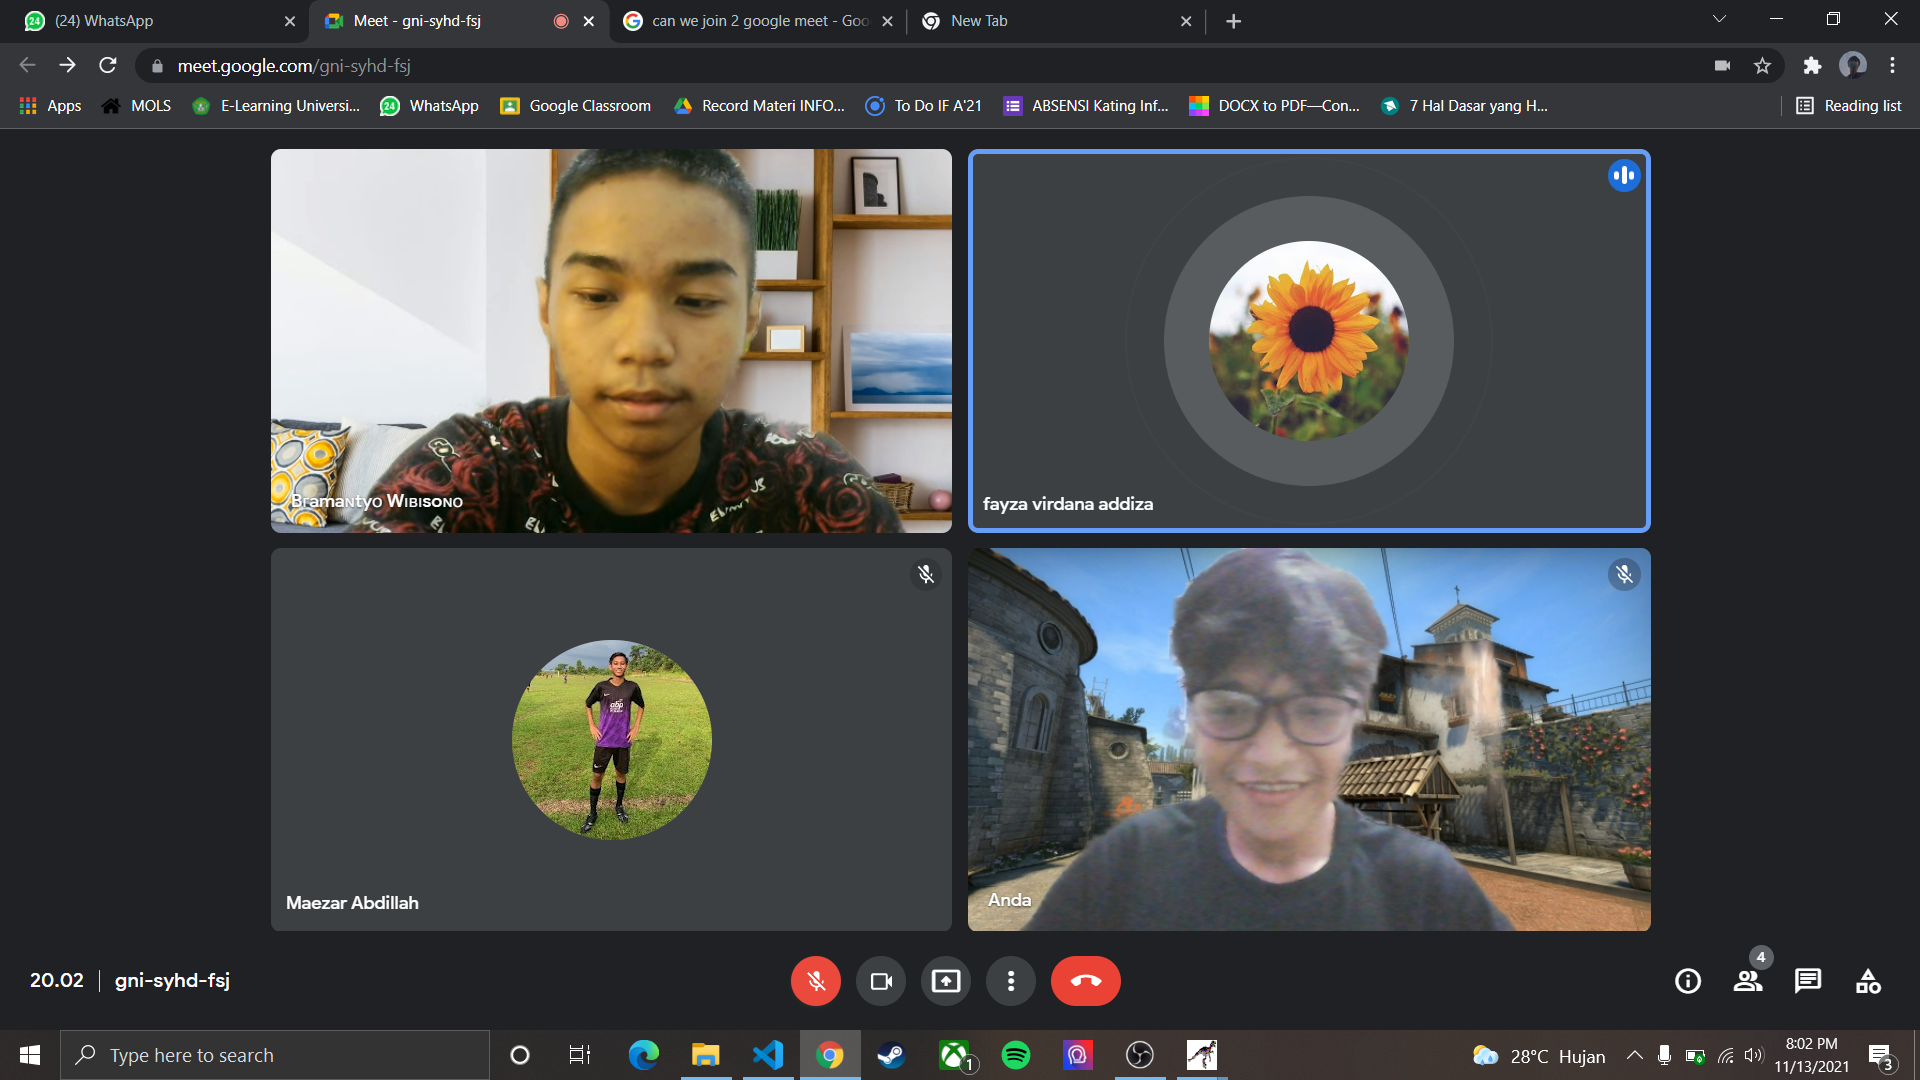 (24) WhatsApp
Meet - gni-syhd-fsj
can we join 2 google meet - Goo
New Tab
meet.google.com/gni-syhd-fsj
Apps
MOLS
E-Learning Universi...
24
WhatsApp
Google Classroom
Record Materi INFO...
To Do IF A'21
ABSENSI Kating Inf...
DOCX to PDF—Con...
7 Hal Dasar yang H...
Reading list
Bramantyo Wibisono
fayza virdana addiza
Maezar Abdillah
Anda
20.02
gni-syhd-fsj
4
Type here to search
1
28°C Hujan
8:02 PM
11/13/2021
3